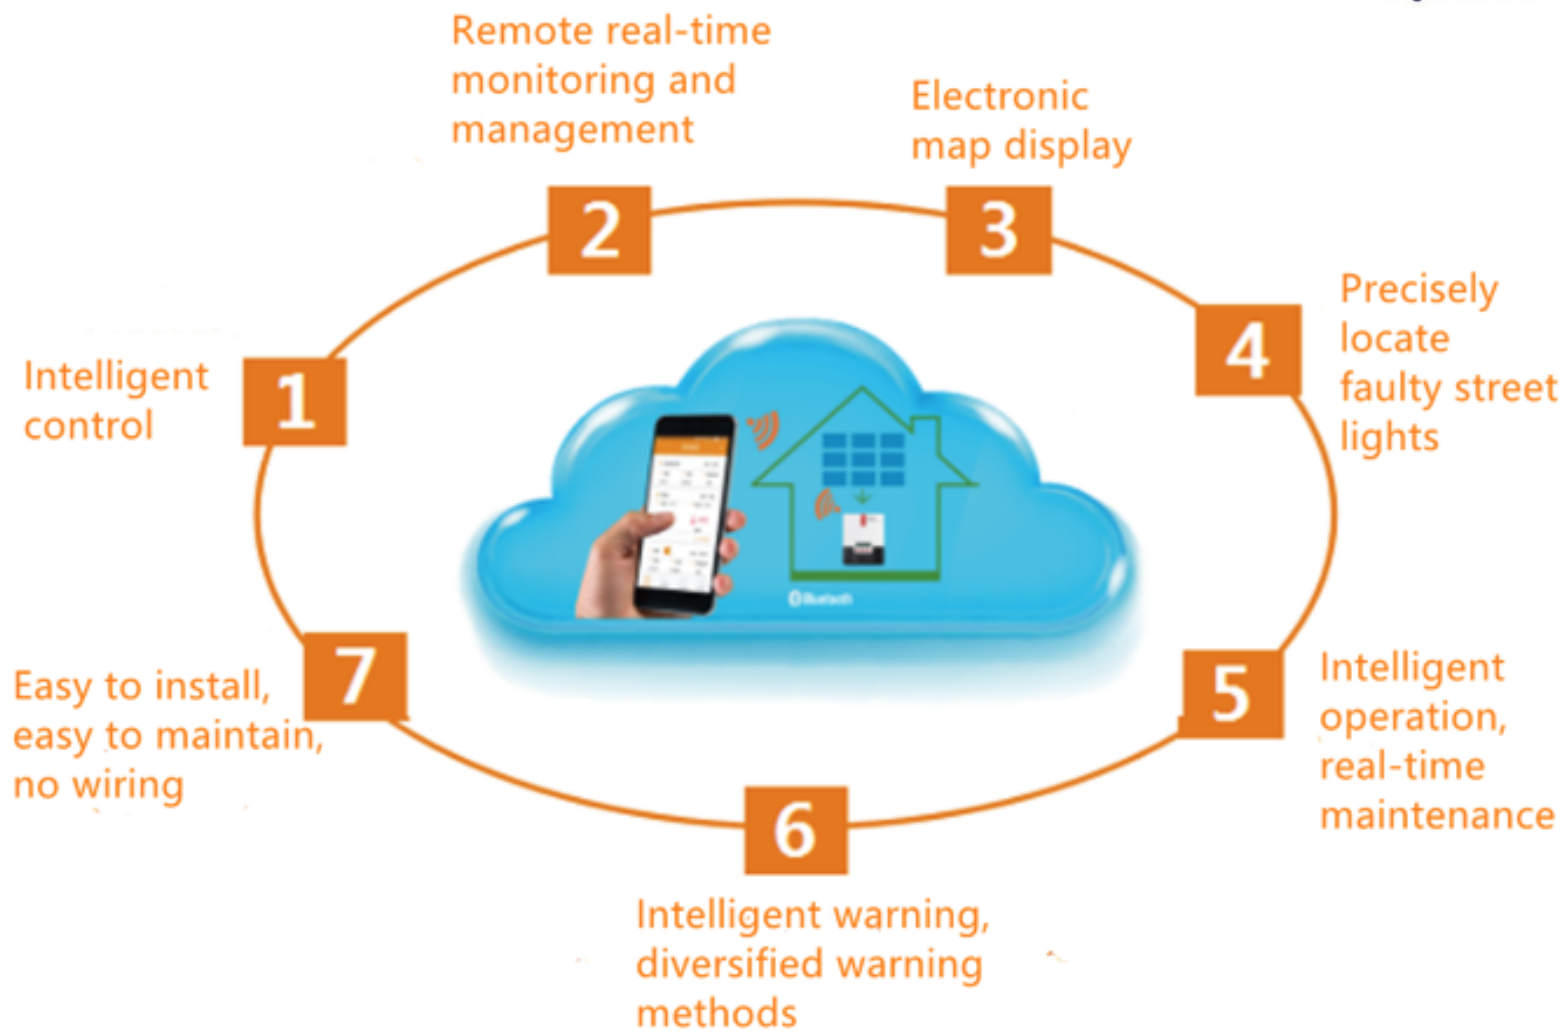 Remote real-time
monitoring and
management
Electronic
map display
2
3
Precisely
locate
faulty street
lights
4
Intelligent
control
1
7
Easy to install,
easy to maintain,
no wiring
5
Intelligent
operation,
real-time
maintenance
6
Intelligent warning,
diversified warning
methods